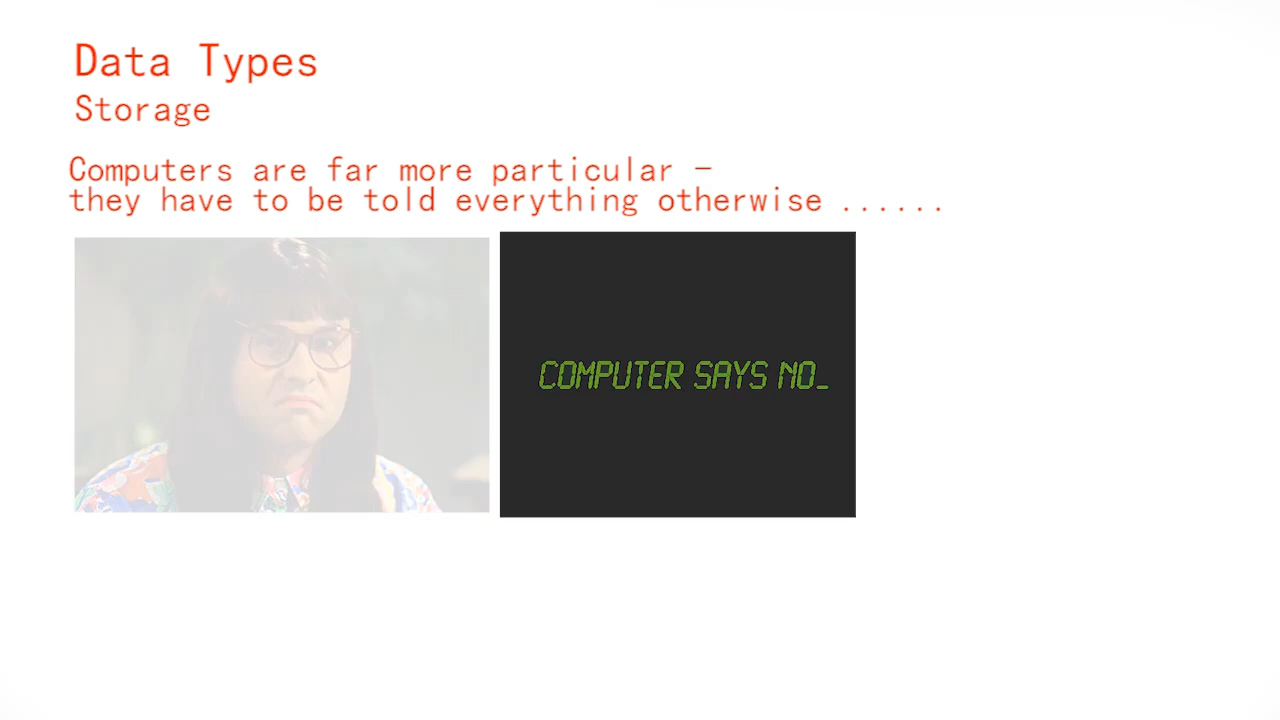 Data Types
Storage
Computers are far more particular –
they have to be told everything otherwise ......
COMPUTER SAYS NO_